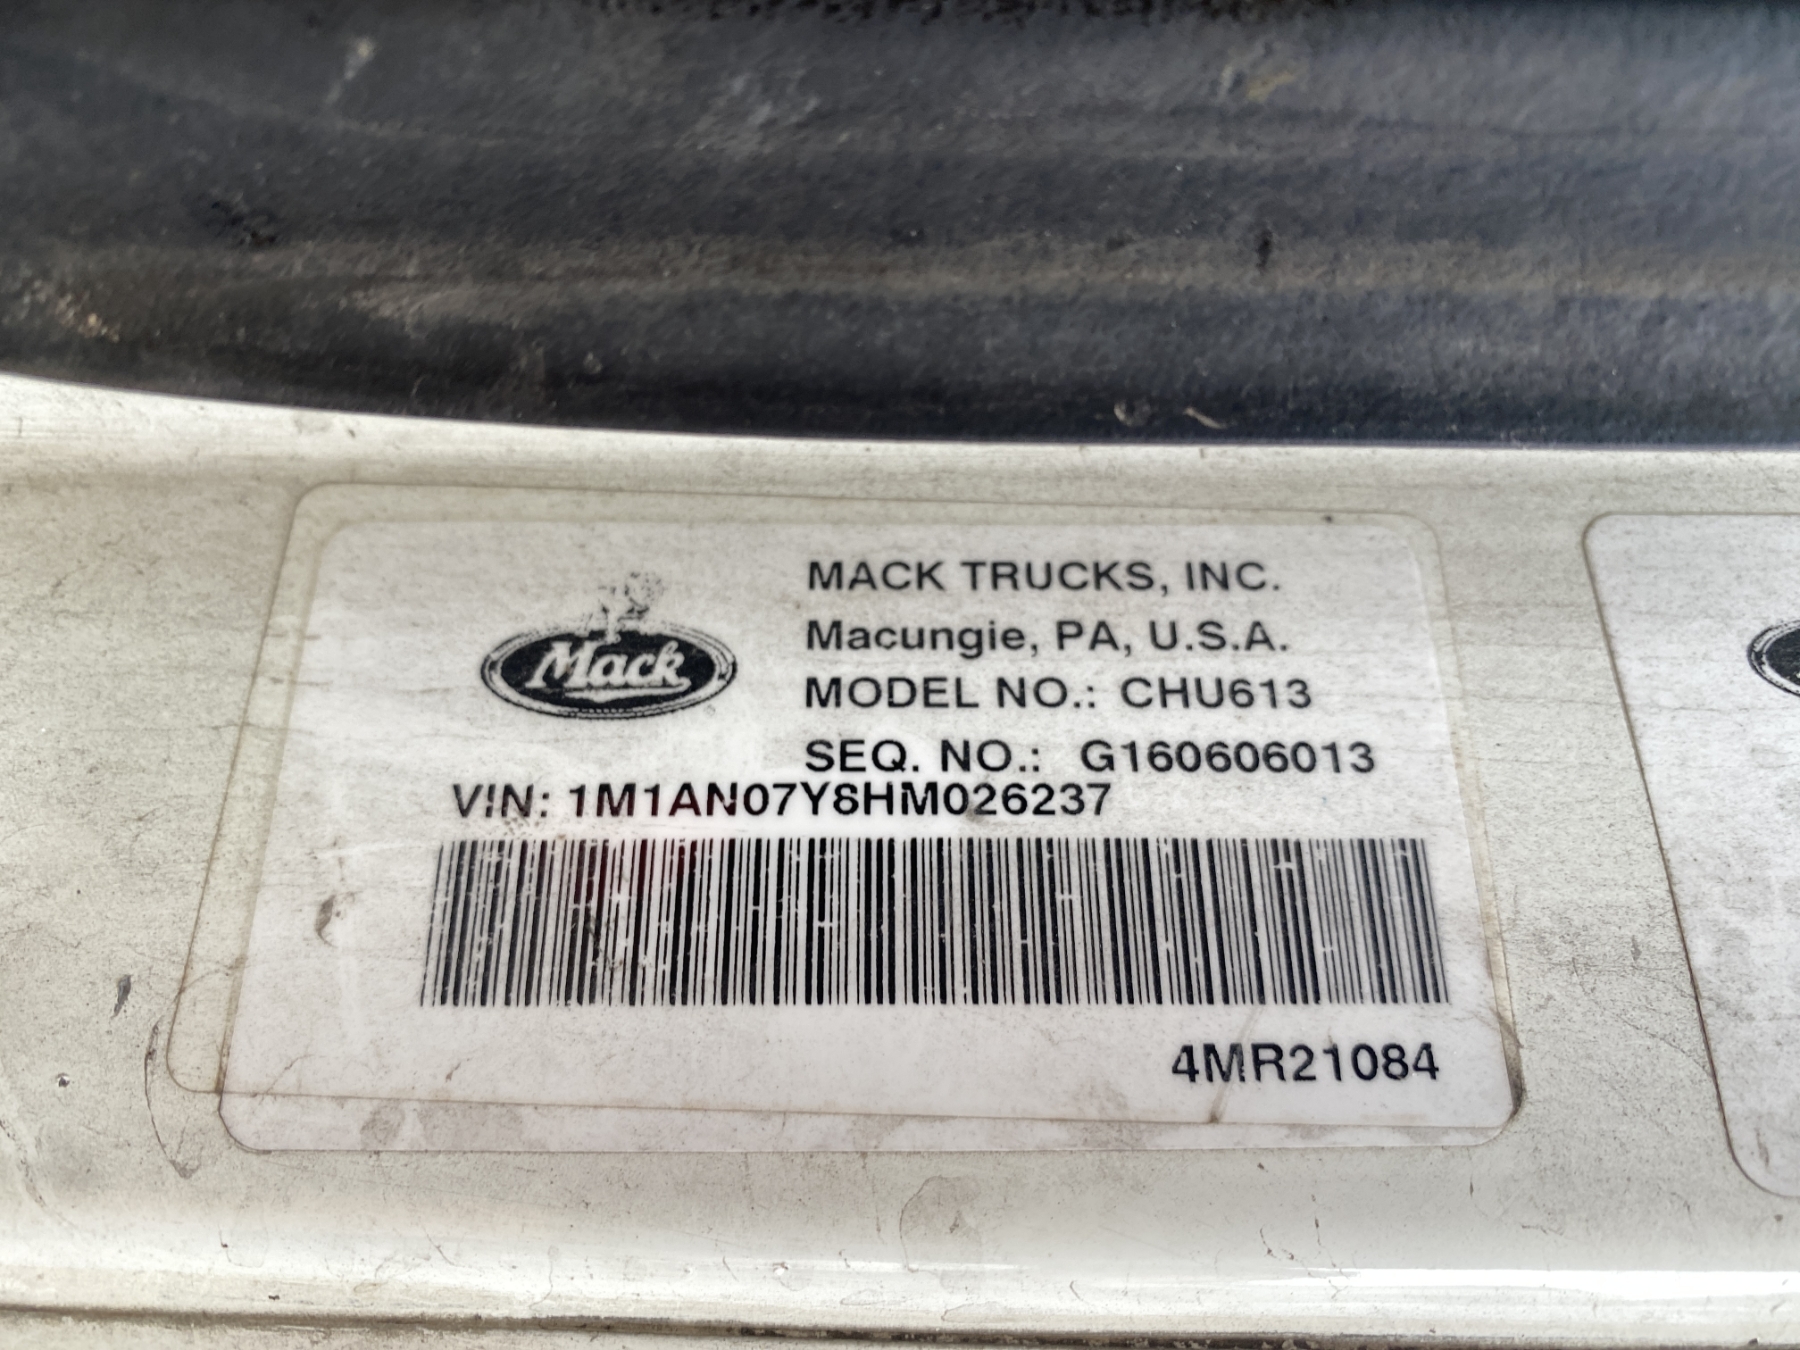 Mack
MACK TRUCKS, INC.
Macungie, PA, U.S.A.
MODEL NO.: CHU613
SEQ. NO.: G160606013
VIN: 1M1AN07Y8HM026237
4MR21084